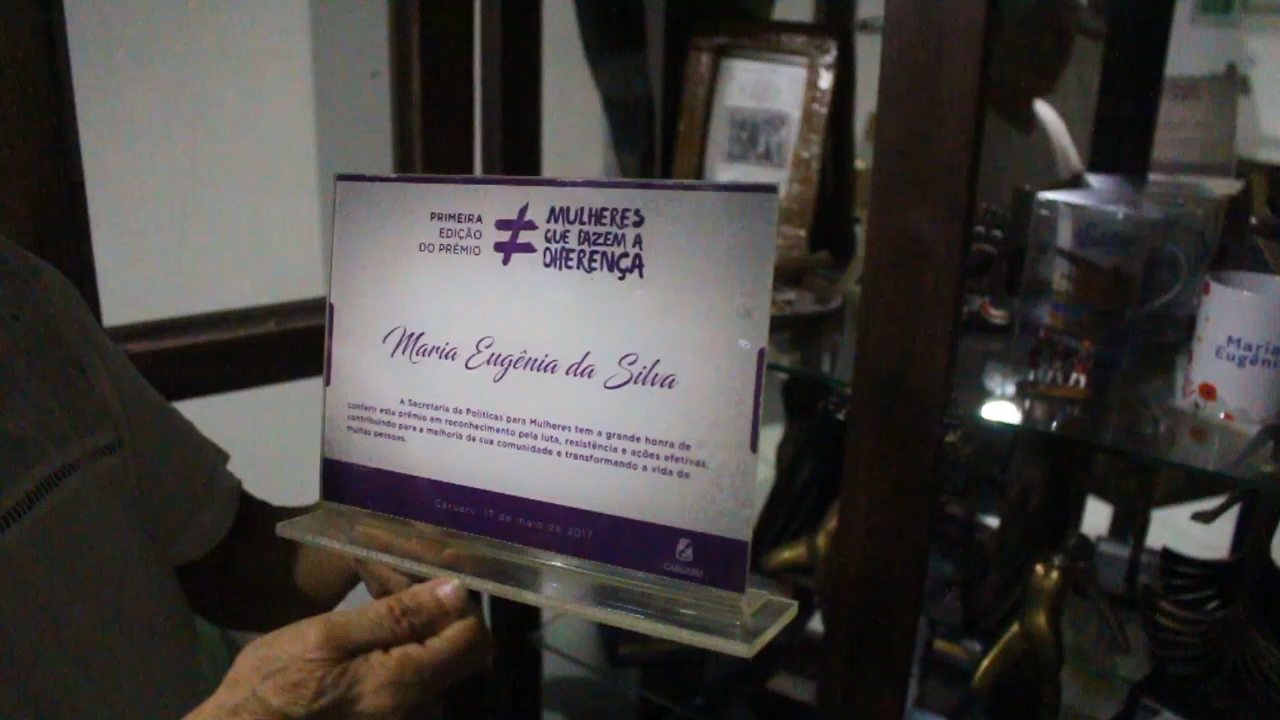 PRIMEIRA
EDIÇÃO
DO PRÊMIO
≠
MULHERES
QUE FAZEM A
DIFERENÇA
Maria Eugênia da Silva
A Secretaria de Políticas para Mulheres tem a grande honra de
conferir este prêmio em reconhecimento pela luta, resistência e ações efetivas,
contribuindo para a melhoria de sua comunidade e transformando a vida de
muitas pessoas.
Caruaru, 17 de maio de 2017
CARUARU
Maria
Eugêni